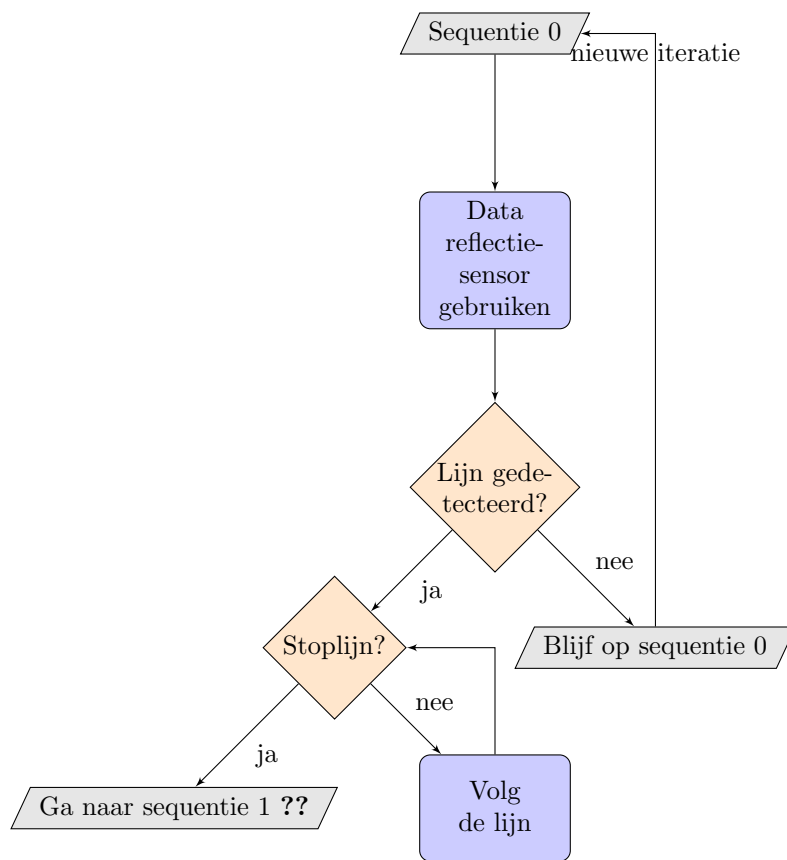 Sequentie 0
nieuwe iteratie
Data
reflectie-
sensor
gebruiken
Lijn gede-
tecteerd?
nee
ja
Stoplijn?
Blijf op sequentie 0
nee
ja
Ga naar sequentie 1 ??
Volg
de lijn